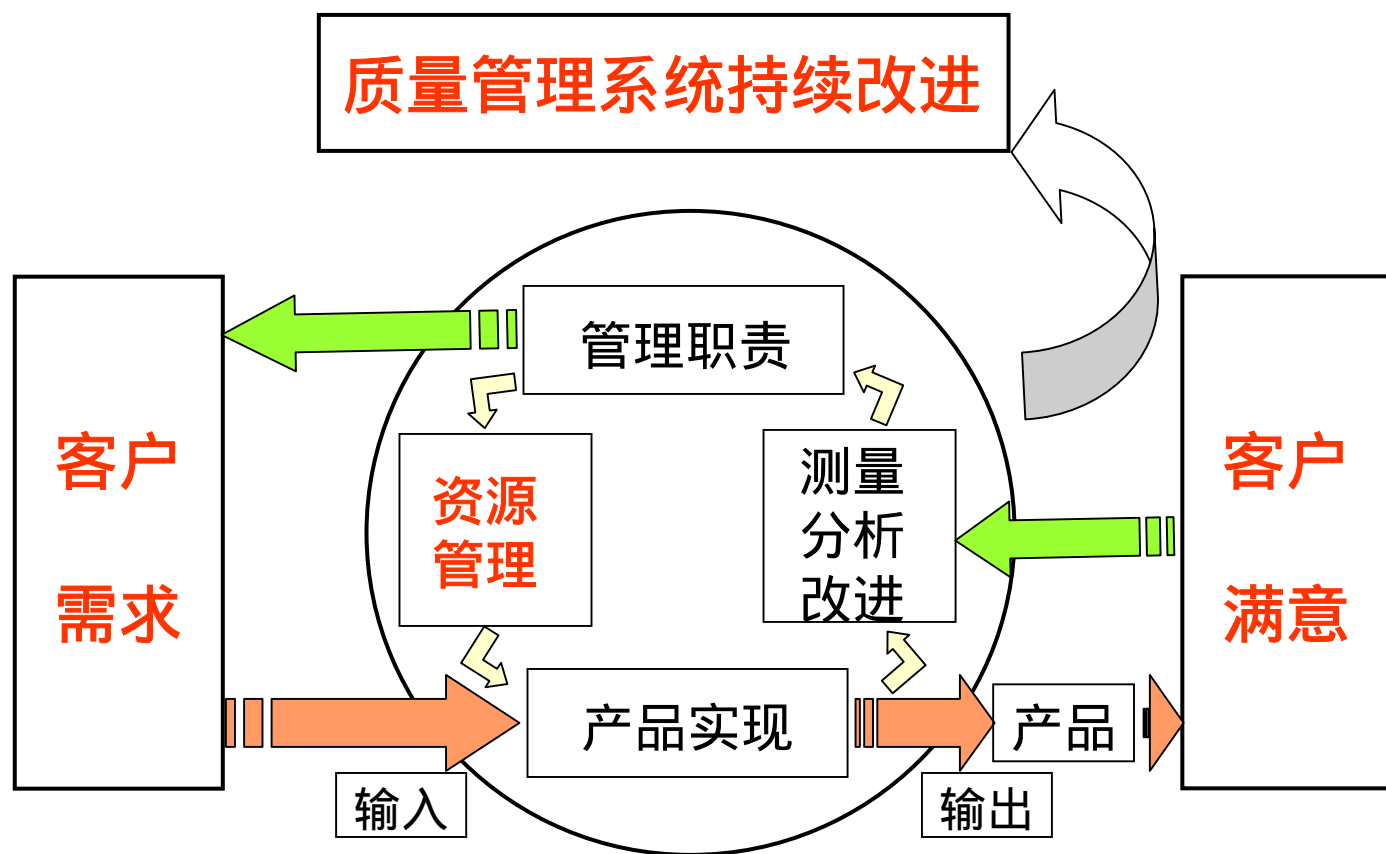 质量管理系统持续改进
管理职责
客户
需求
资源
管理
测量
分析
改进
客户
满意
产品实现
产品
输入
输出